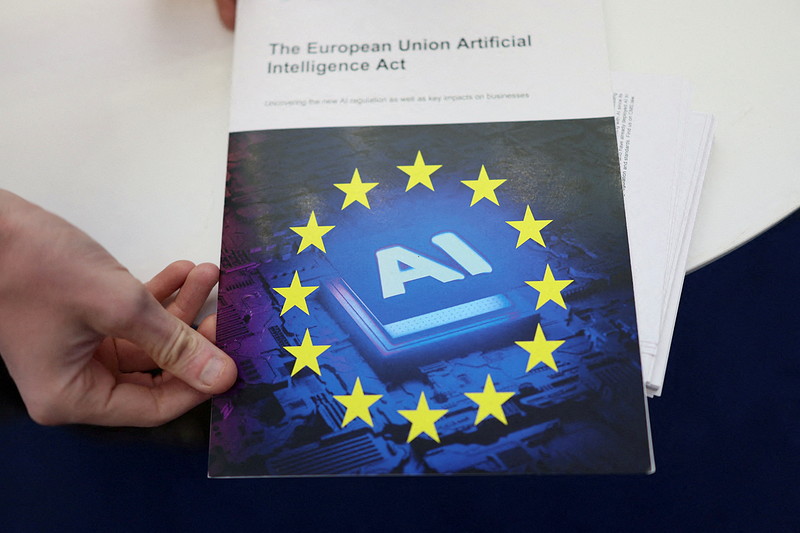 The European Union Artificial
Intelligence Act
Uncovering the new AI regulation as well as key impacts on businesses
AI